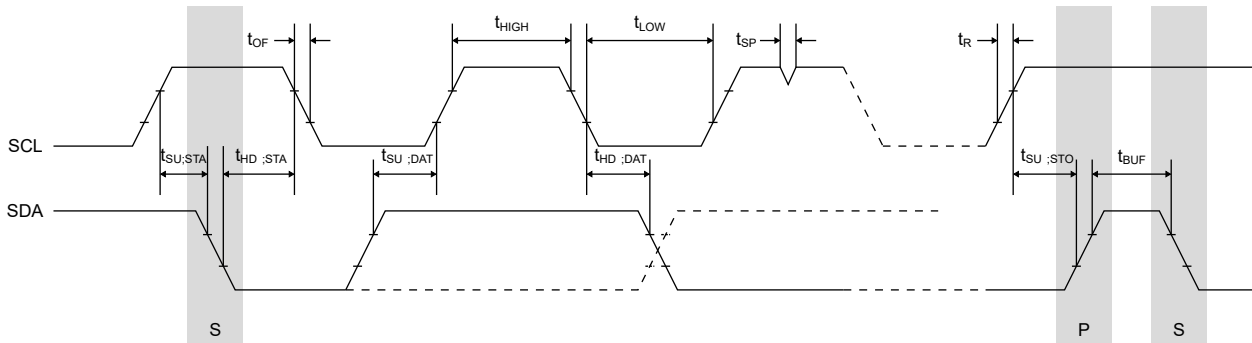 tOF
tHIGH
tLOW
tSP
tR
SCL
tSU;STA
tHD ;STA
tSU ;DAT
tHD ;DAT
tSU ;STO
tBUF
SDA
S
P
S